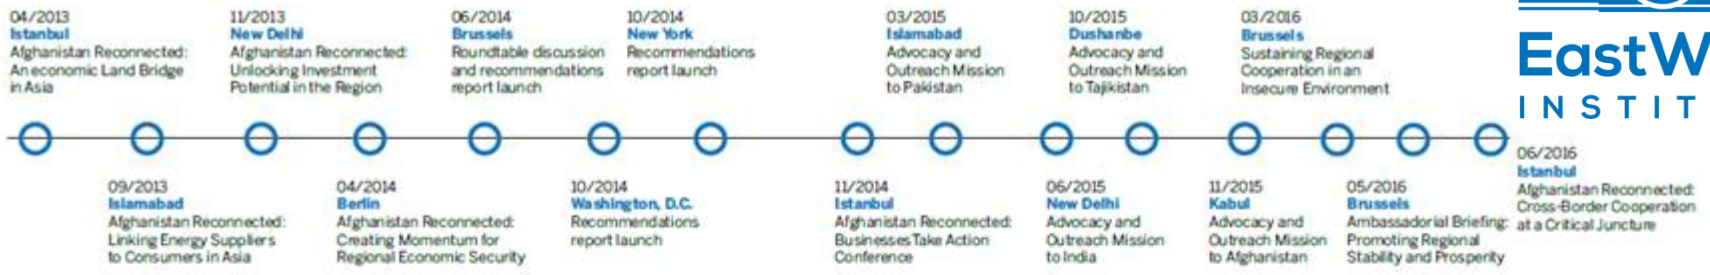 04/2013
Istanbul
Afghanistan Reconnected:
An economic Land Bridge
in Asia
09/2013
Islamabad
Afghanistan Reconnected:
Linking Energy Suppliers
to Consumers in Asia
11/2013
New Delhi
Afghanistan Reconnected:
Unlocking Investment
Potential in the Region
04/2014
Berlin
Afghanistan Reconnected:
Creating Momentum for
Regional Economic Security
06/2014
Brussels
Roundtable discussion
and recommendations
report launch
10/2014
Washington, D.C.
Recommendations
report launch
10/2014
New York
Recommendations
report launch
11/2014
Istanbul
Afghanistan Reconnected:
Businesses Take Action
Conference
03/2015
Islamabad
Advocacy and
Outreach Mission
to Pakistan
06/2015
New Delhi
Advocacy and
Outreach Mission
to India
10/2015
Dushanbe
Advocacy and
Outreach Mission
to Tajikistan
11/2015
Kabul
Advocacy and
Outreach Mission
to Afghanistan
03/2016
Brussels
Sustaining Regional
Cooperation in an
Insecure Environment
05/2016
Brussels
Ambassadorial Briefing:
Promoting Regional
Stability and Prosperity
06/2016
Istanbul
Afghanistan Reconnected:
Cross-Border Cooperation
at a Critical Juncture
EastW
INSTIT